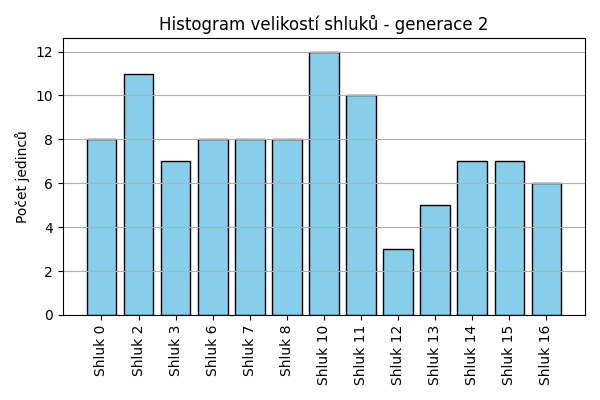 Histogram velikostí shluků - generace 2
Počet jedinců
12
10
8
6
4
2
0
Shluk 0
Shluk 2
Shluk 3
Shluk 6
Shluk 7
Shluk 8
Shluk 10
Shluk 11
Shluk 12
Shluk 13
Shluk 14
Shluk 15
Shluk 16